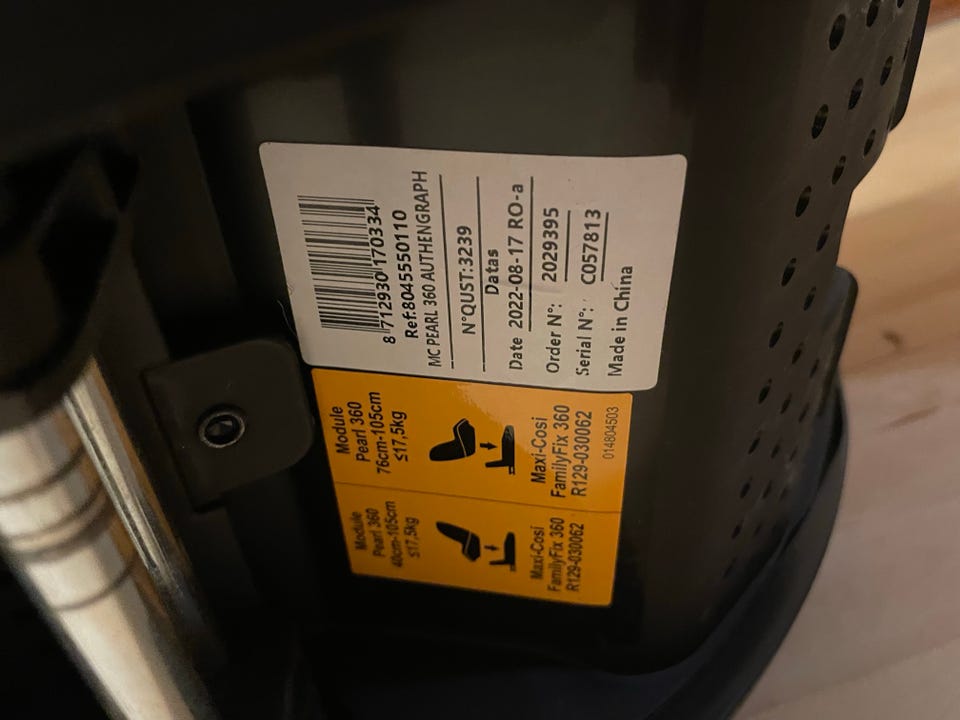 8 712930 170334
Ref:8045550110
MC PEARL 360 AUTHENGRAPH
N°QUST:3239
Datas
Date 2022-08-17 RO-a
Order N°: 2029395
Serial N°: C057813
Made in China
Module
Pearl 360
40cm-105cm
≤17,5kg
Maxi-Cosi
FamilyFix 360
R129-030062
Module
Pearl 360
76cm-105cm
≤17,5kg
Maxi-Cosi
FamilyFix 360
R129-030062
014804503